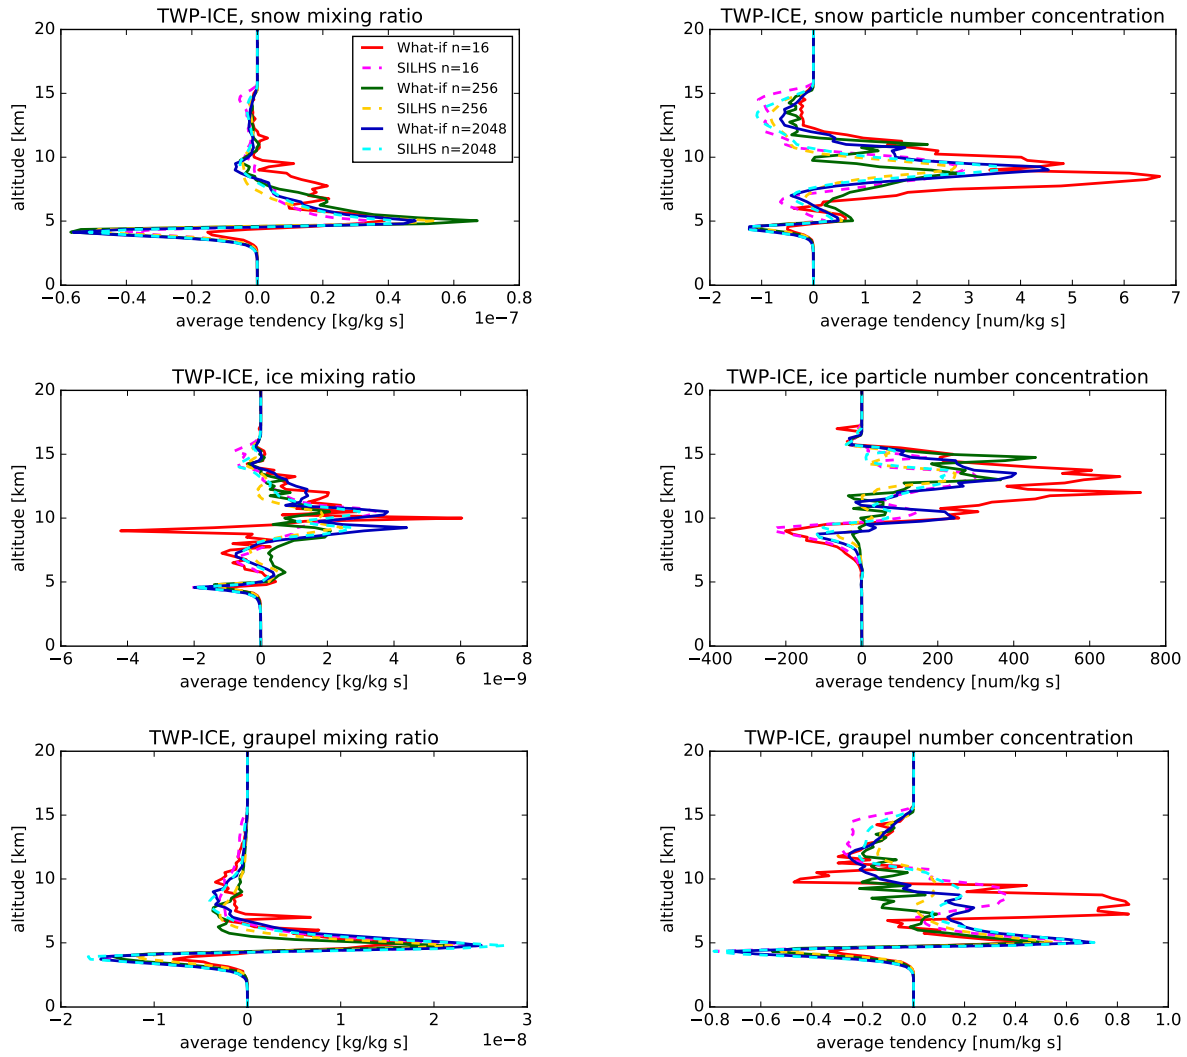 TWP-ICE, snow mixing ratio
20
15
10
5
0
altitude [km]
What-if n=16
SILHS n=16
What-if n=256
SILHS n=256
What-if n=2048
SILHS n=2048
−0.6 −0.4 −0.2 0.0 0.2 0.4 0.6 0.8
average tendency [kg/kg s] 1e−7
TWP-ICE, snow particle number concentration
20
15
10
5
0
altitude [km]
−2 −1 0 1 2 3 4 5 6 7
average tendency [num/kg s]
TWP-ICE, ice mixing ratio
20
15
10
5
0
altitude [km]
−6 −4 −2 0 2 4 6 8
average tendency [kg/kg s] 1e−9
TWP-ICE, ice particle number concentration
20
15
10
5
0
altitude [km]
−400 −200 0 200 400 600 800
average tendency [num/kg s]
TWP-ICE, graupel mixing ratio
20
15
10
5
0
altitude [km]
−2 −1 0 1 2 3
average tendency [kg/kg s] 1e−8
TWP-ICE, graupel number concentration
20
15
10
5
0
altitude [km]
−0.8 −0.6 −0.4 −0.2 0.0 0.2 0.4 0.6 0.8 1.0
average tendency [num/kg s]